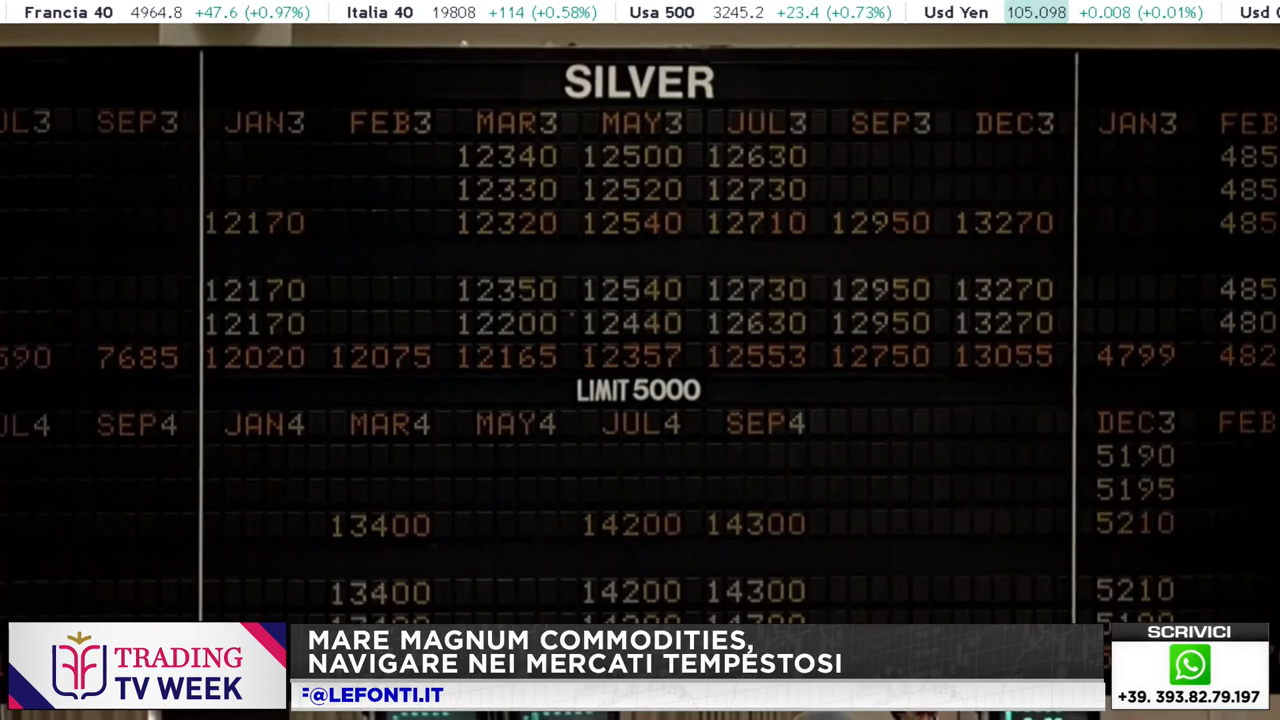 Francia 40 4964.8 +47.6 (+0.97%) Italia 40 19808 +114 (+0.58%) Usa 500 3245.2 +23.4 (+0.73%) Usd Yen 105.098 +0.008 (+0.01%) Usd
SILVER
SEP3 JAN3 FEB3 MAR3 MAY3 JUL3 SEP3 DEC3 JAN3 FEB
12340 12500 12630 485
12330 12520 12730 485
12170 12320 12540 12710 12950 13270 485
12170 12350 12540 12730 12950 13270 485
12170 12200 12440 12630 12950 13270 480
590 7685 12020 12075 12165 12357 12553 12750 13055 4799 482
LIMIT 5000
SEP4 JAN4 MAR4 MAY4 JUL4 SEP4 DEC3 FEB
5190
5195
13400 14200 14300 5210
13400 14200 14300 5210
TRADING
TV WEEK
MARE MAGNUM COMMODITIES,
NAVIGARE NEI MERCATI TEMPESTOSI
F@LEFONTI.IT
SCRIVICI
+39. 393.82.79.197